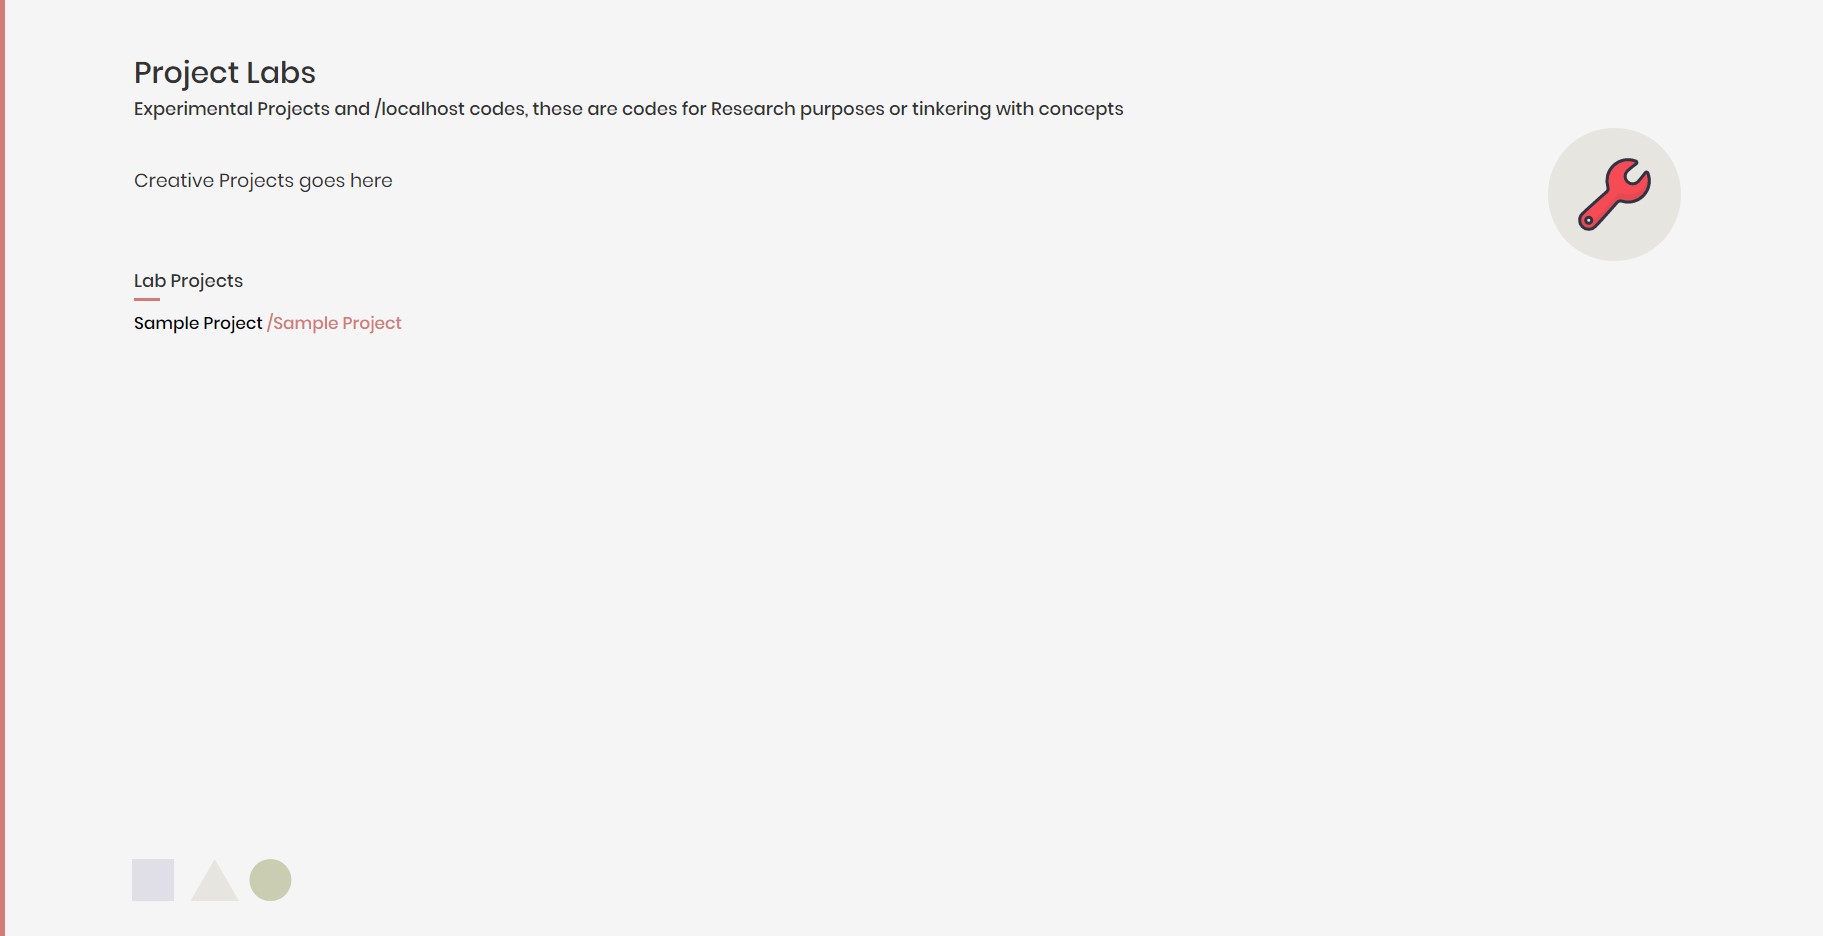 Project Labs
Experimental Projects and /localhost codes, these are codes for Research purposes or tinkering with concepts
Creative Projects goes here
Lab Projects
Sample Project /Sample Project